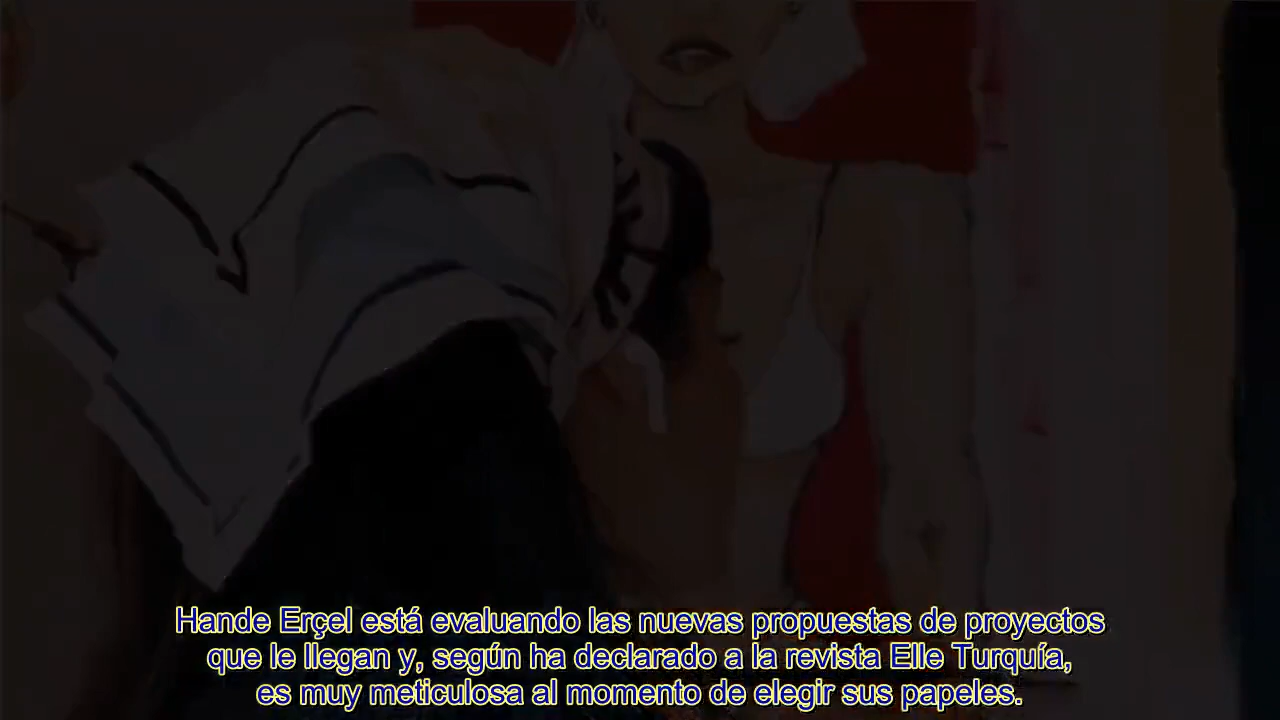 Hande Erçel está evaluando las nuevas propuestas de proyectos
que le llegan y, según ha declarado a la revista Elle Turquía,
es muy meticulosa al momento de elegir sus papeles.